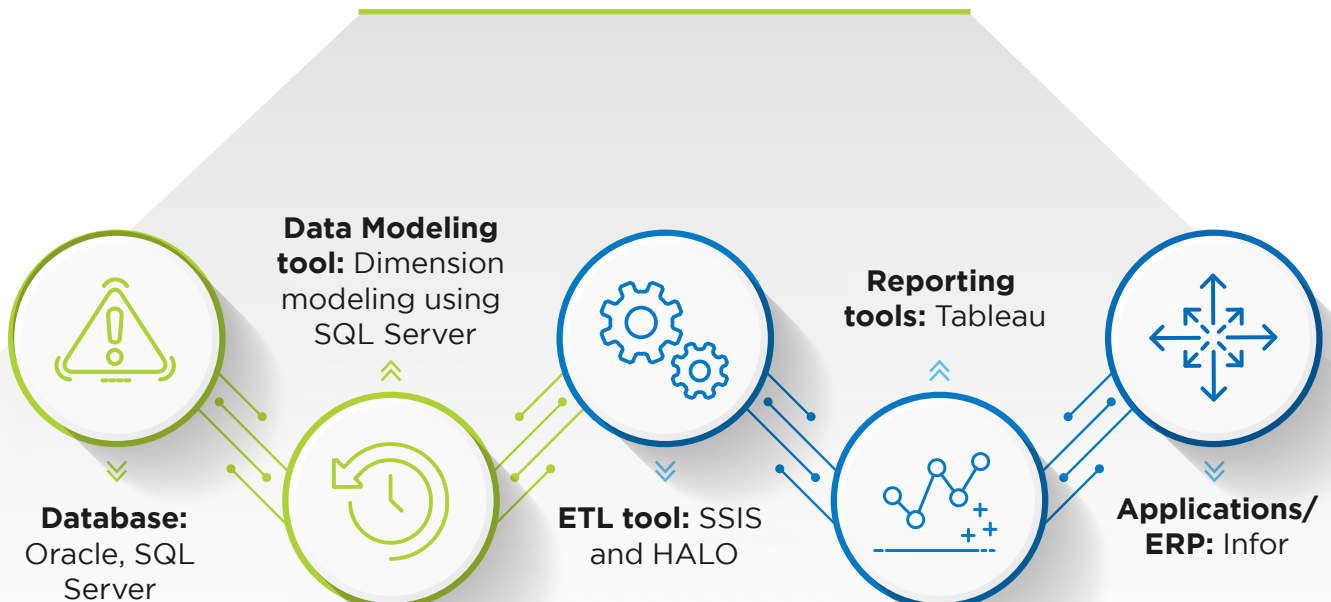 Database:
Oracle, SQL
Server
Data Modeling
tool: Dimension
modeling using
SQL Server
ETL tool: SSIS
and HALO
Reporting
tools: Tableau
Applications/
ERP: Infor